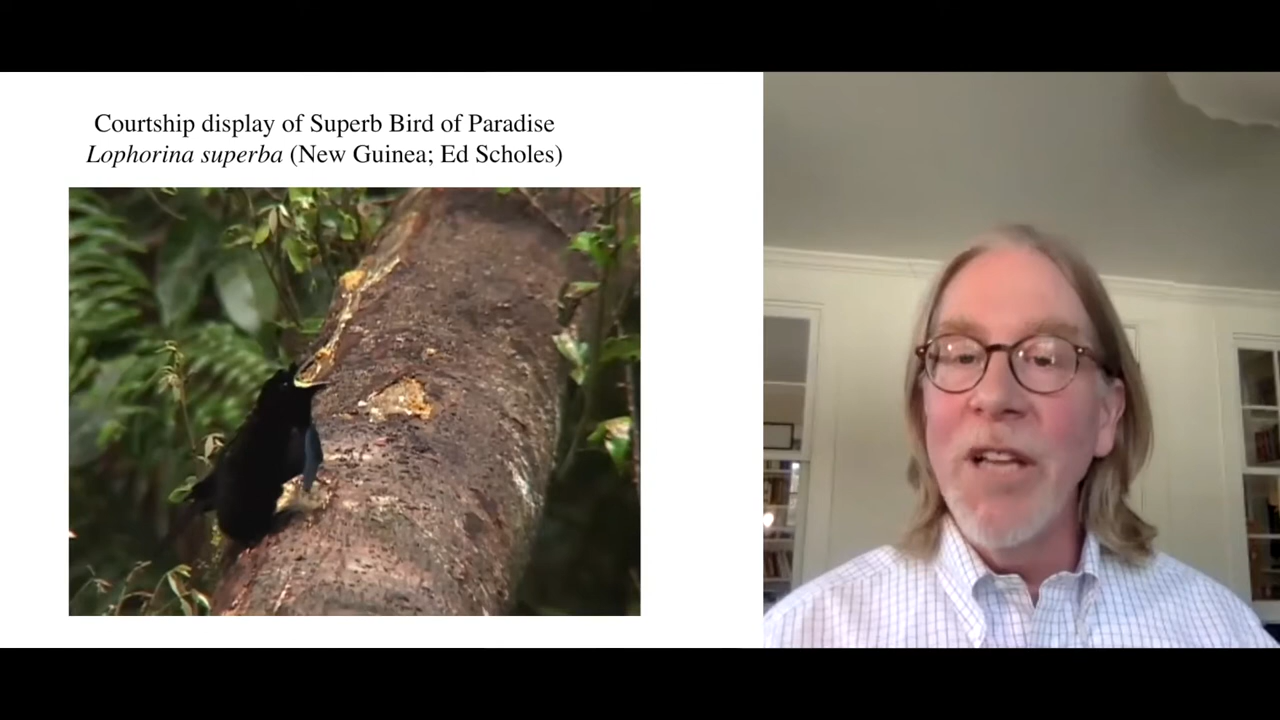 Courtship display of Superb Bird of Paradise
Lophorina superba (New Guinea; Ed Scholes)